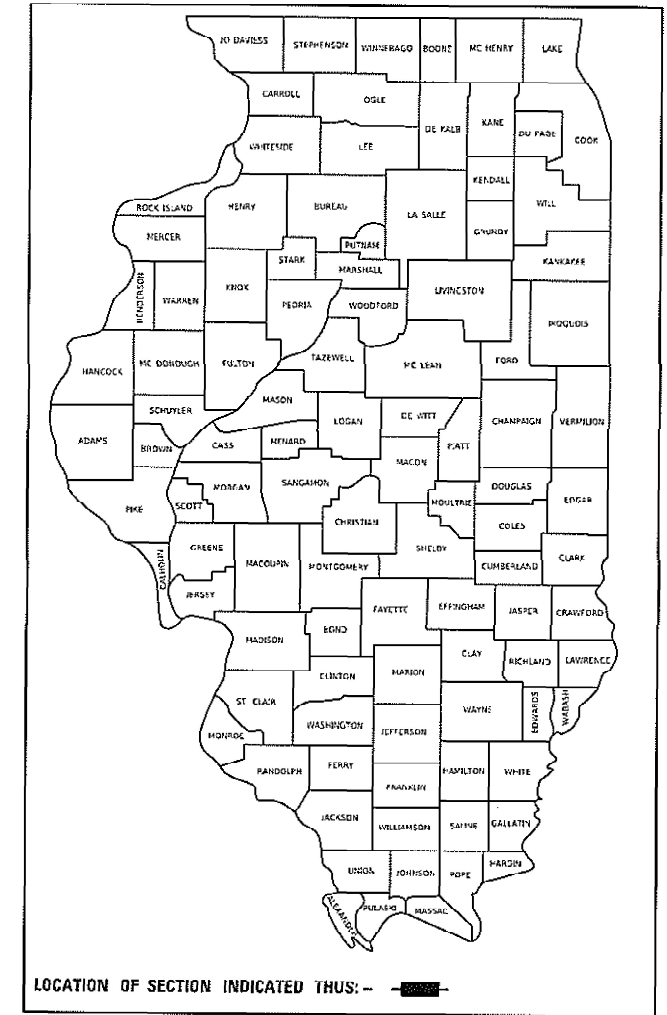 JO DAVIESS STEPHENSON WINNEBAGO BOONE MC HENRY LAKE
CARROLL OGLE DE KALB KANE DU PAGE COOK
WHITESIDE LEE KENDALL WILL
ROCK ISLAND HENRY BUREAU LA SALLE GRUNDY
MERCER PUTNAM KANKAKEE
HENDERSON WARREN KNOX STARK MARSHALL LIVINGSTON
PEORIA WOODFORD IROQUOIS
HANCOCK MC DONOUGH FULTON TAZEWELL MC LEAN FORD
SCHUYLER MASON LOGAN DE WITT CHAMPAIGN VERMILION
ADAMS BROWN CASS MENARD PIATT
MACON
PIKE SCOTT MORGAN SANGAMON MOULTRIE DOUGLAS EDGAR
CHRISTIAN COLES
CALHOUN GREENE MACOUPIN MONTGOMERY SHELBY CUMBERLAND CLARK
JERSEY FAYETTE EFFINGHAM JASPER CRAWFORD
MADISON BOND
CLINTON MARION CLAY RICHLAND LAWRENCE
ST. CLAIR WAYNE EDWARDS WABASH
MONROE WASHINGTON JEFFERSON
RANDOLPH PERRY FRANKLIN HAMILTON WHITE
JACKSON WILLIAMSON SALINE GALLATIN
UNION JOHNSON POPE HARDIN
ALEXANDER PULASKI MASSAC
LOCATION OF SECTION INDICATED THUS:-